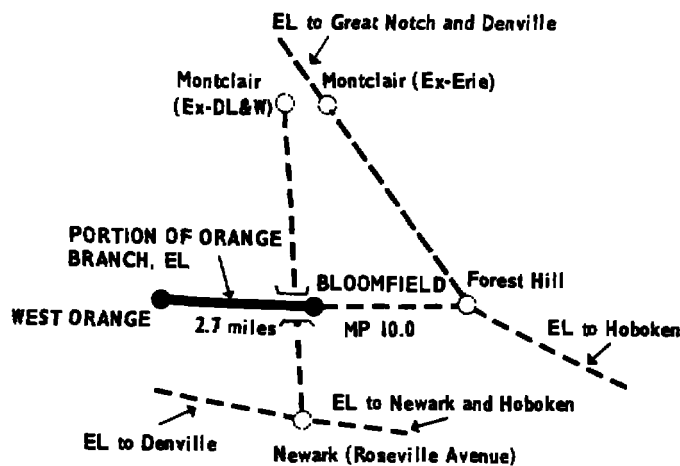 EL to Great Notch and Denville
Montclair
(Ex-DL&W)
Montclair (Ex-Erie)
PORTION OF ORANGE
BRANCH, EL
BLOOMFIELD
Forest Hill
WEST ORANGE
2.7 miles
MP 10.0
EL to Hoboken
EL to Newark and Hoboken
EL to Denville
Newark (Roseville Avenue)